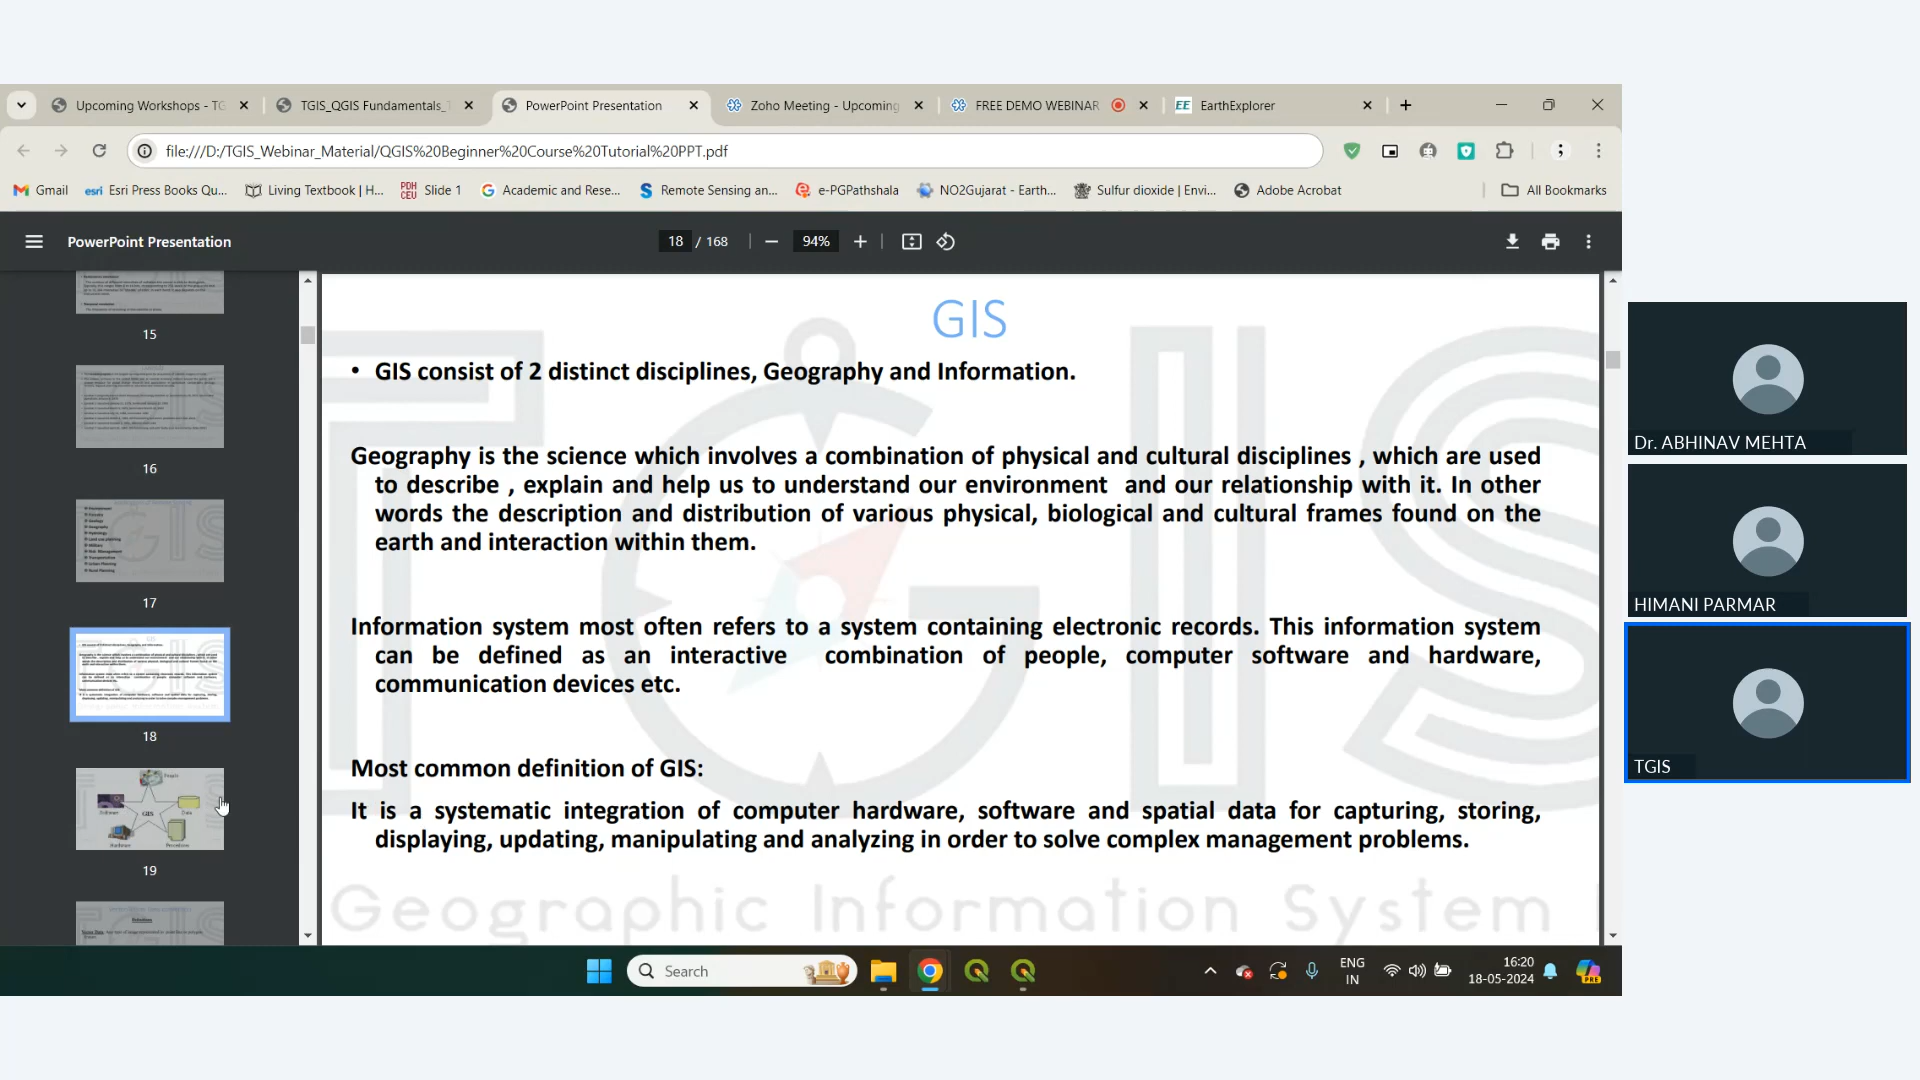 Upcoming Workshops - TG
TGIS_QGIS Fundamentals_
PowerPoint Presentation
Zoho Meeting - Upcoming
FREE DEMO WEBINAR
EE EarthExplorer
file:///D:/TGIS_Webinar_Material/QGIS%20Beginner%20Course%20Tutorial%20PPT.pdf
Gmail
esri Esri Press Books Qu...
Living Textbook | H...
PDH CEU Slide 1
Academic and Rese...
Remote Sensing an...
e-PGPathshala
NO2Gujarat - Earth...
Sulfur dioxide | Envi...
Adobe Acrobat
All Bookmarks
PowerPoint Presentation
18 / 168
94%
15
16
17
18
People
Data
GIS
19
GIS
• GIS consist of 2 distinct disciplines, Geography and Information.
Geography is the science which involves a combination of physical and cultural disciplines , which are used
to describe , explain and help us to understand our environment and our relationship with it. In other
words the description and distribution of various physical, biological and cultural frames found on the
earth and interaction within them.
Information system most often refers to a system containing electronic records. This information system
can be defined as an interactive combination of people, computer software and hardware,
communication devices etc.
Most common definition of GIS:
It is a systematic integration of computer hardware, software and spatial data for capturing, storing,
displaying, updating, manipulating and analyzing in order to solve complex management problems.
TGIS
Geographic Information System
Dr. ABHINAV MEHTA
HIMANI PARMAR
TGIS
Search
ENG
IN
16:20
18-05-2024
PRE